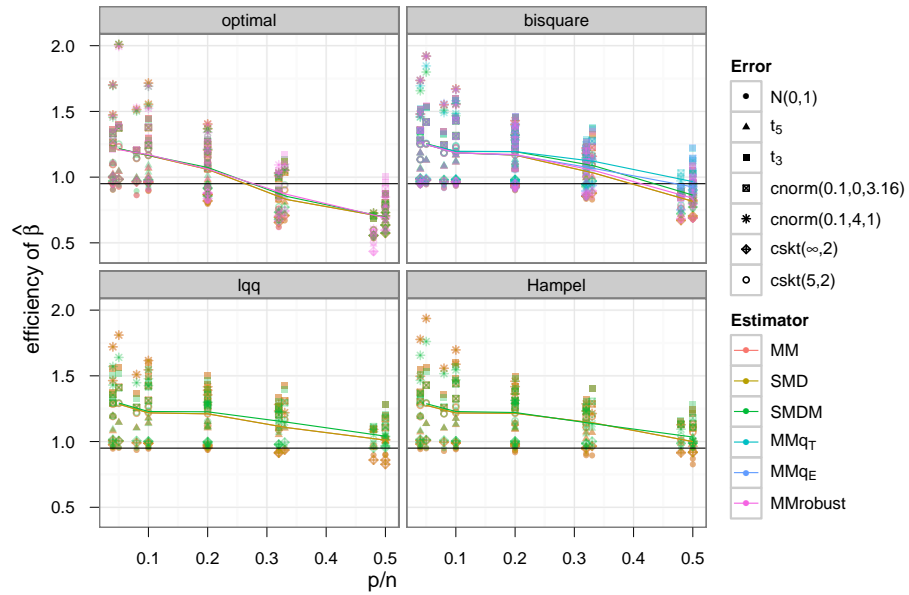 optimal
bisquare
2.0
1.5
1.0
0.5
lqq
Hampel
2.0
1.5
1.0
0.5
efficiency of β̂
0.1 0.2 0.3 0.4 0.5
0.1 0.2 0.3 0.4 0.5
p/n
Error
N(0,1)
t₅
t₃
cnorm(0.1,0,3.16)
cnorm(0.1,4,1)
cskt(∞,2)
cskt(5,2)
Estimator
MM
SMD
SMDM
MMqT
MMqE
MMrobust